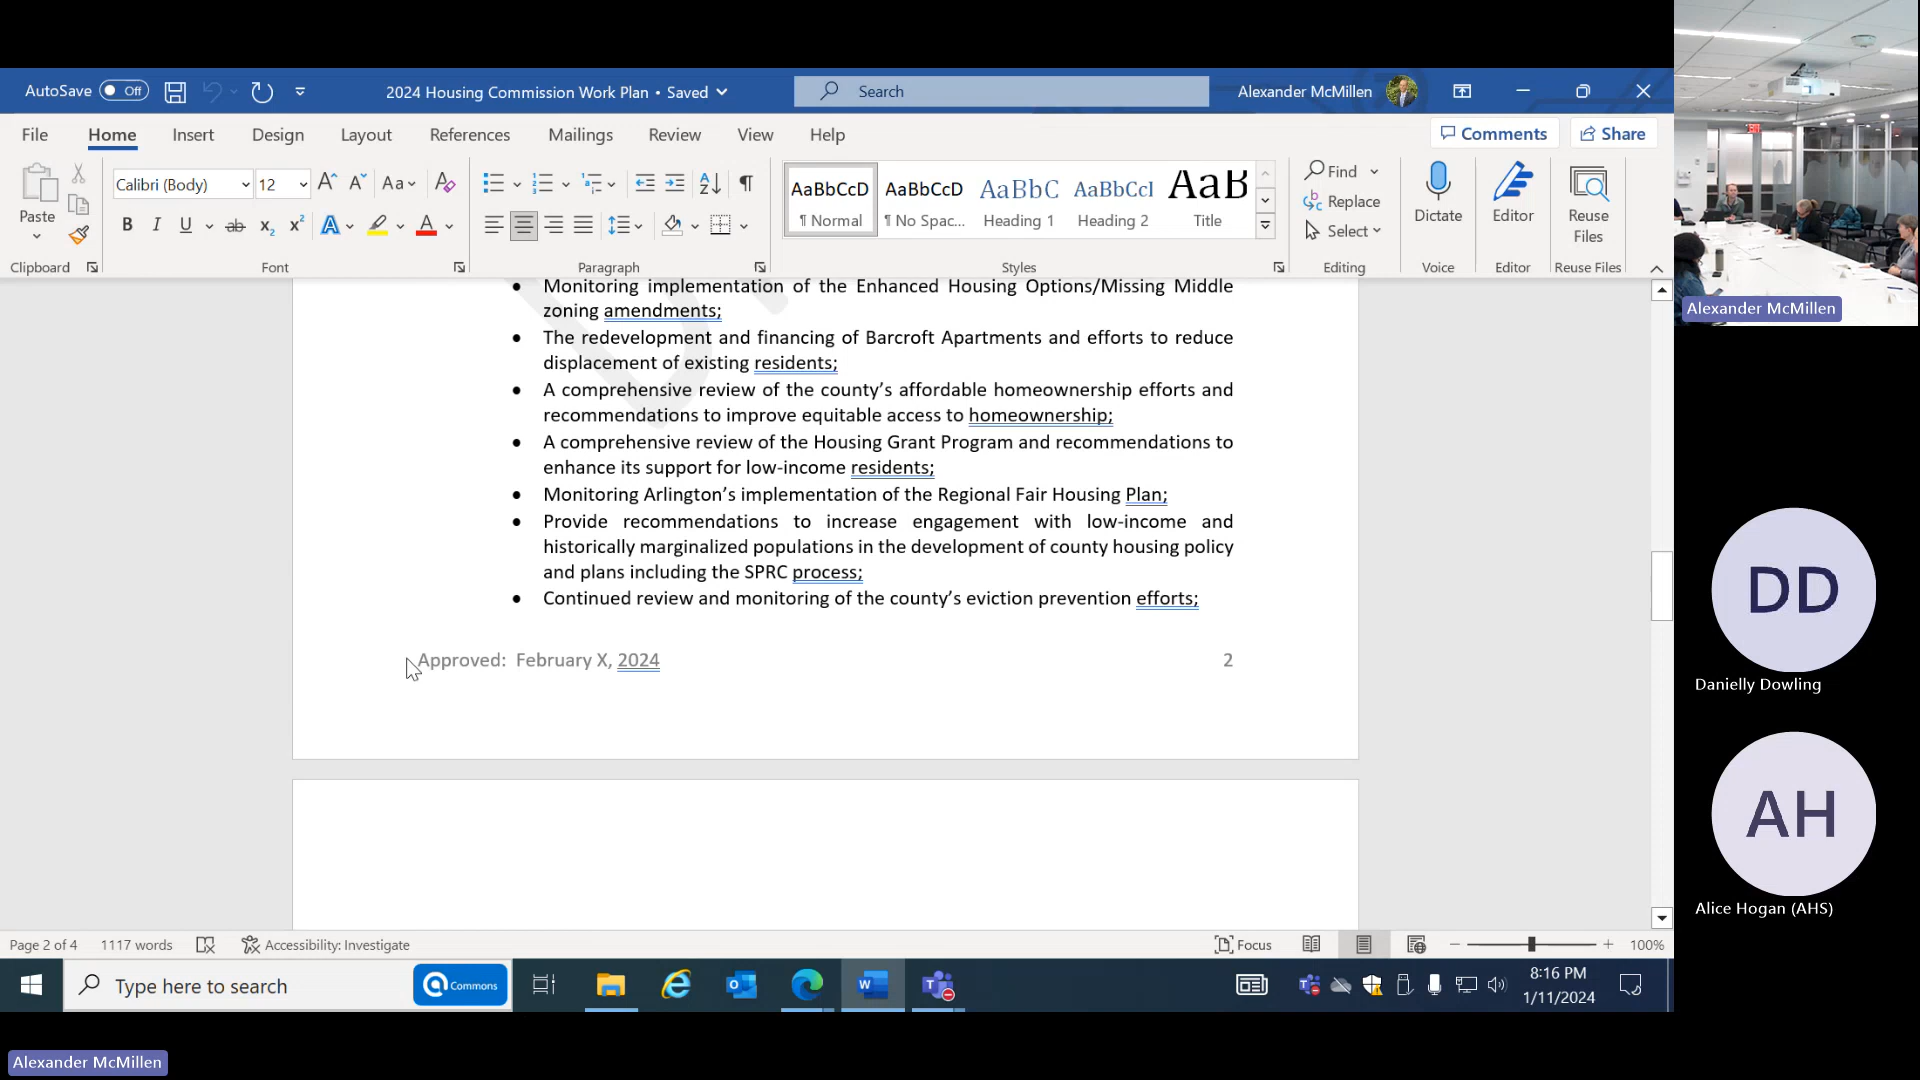 AutoSave Off
2024 Housing Commission Work Plan • Saved
Search
Alexander McMillen
File Home Insert Design Layout References Mailings Review View Help
Comments Share
Paste
Calibri (Body) 12
Aa
B I U ab x₂ x² A A
AaBbCcD AaBbCcD AaBbC AaBbCcI AaB
¶ Normal ¶ No Spac... Heading 1 Heading 2 Title
Find
Replace
Select
Dictate
Editor
Reuse
Files
Clipboard Font Paragraph Styles Editing Voice Editor Reuse Files
• Monitoring implementation of the Enhanced Housing Options/Missing Middle
zoning amendments;
• The redevelopment and financing of Barcroft Apartments and efforts to reduce
displacement of existing residents;
• A comprehensive review of the county’s affordable homeownership efforts and
recommendations to improve equitable access to homeownership;
• A comprehensive review of the Housing Grant Program and recommendations to
enhance its support for low-income residents;
• Monitoring Arlington’s implementation of the Regional Fair Housing Plan;
• Provide recommendations to increase engagement with low-income and
historically marginalized populations in the development of county housing policy
and plans including the SPRC process;
• Continued review and monitoring of the county’s eviction prevention efforts;
Approved: February X, 2024 2
Page 2 of 4 1117 words Accessibility: Investigate Focus 100%
Type here to search
Commons
8:16 PM
1/11/2024
Alexander McMillen
DD
Danielly Dowling
AH
Alice Hogan (AHS)
Alexander McMillen